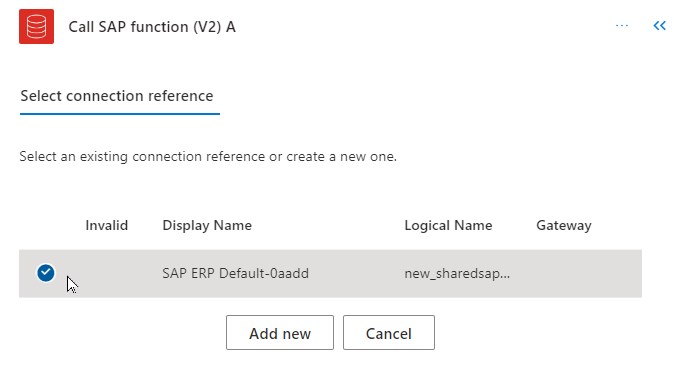 Call SAP function (V2) A
Select connection reference
Select an existing connection reference or create a new one.
Invalid Display Name Logical Name Gateway
SAP ERP Default-0aadd new_sharedsap...
Add new Cancel